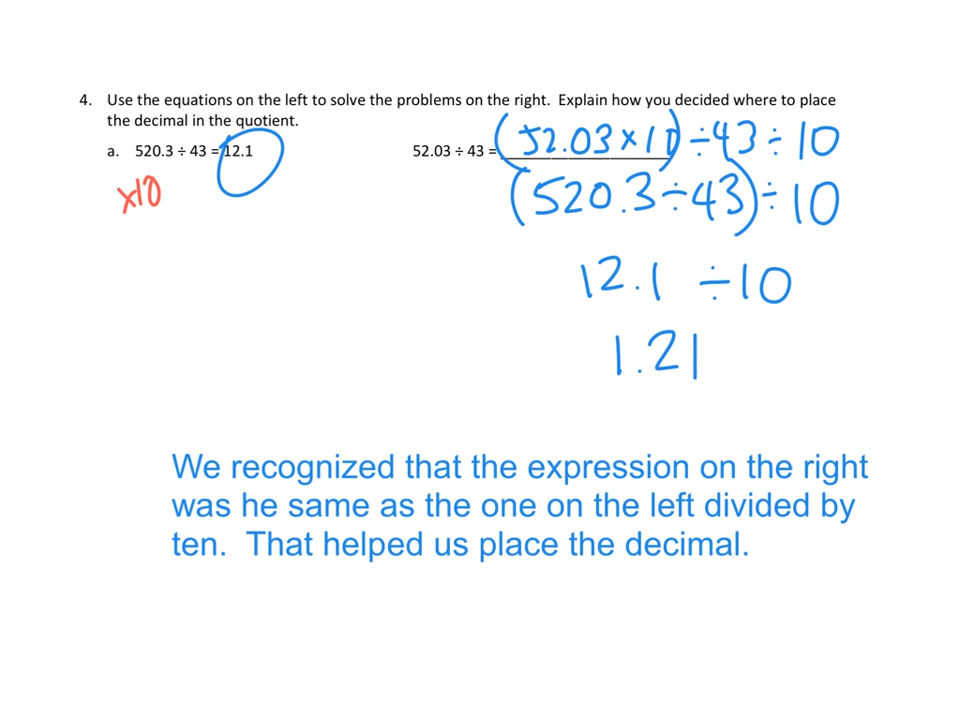 4. Use the equations on the left to solve the problems on the right. Explain how you decided where to place
the decimal in the quotient.
a. 520.3 ÷ 43 = 12.1 52.03 ÷ 43 = (52.03 × 10) ÷ 43 ÷ 10
×10 (520.3 ÷ 43) ÷ 10
12.1 ÷ 10
1.21
We recognized that the expression on the right
was he same as the one on the left divided by
ten. That helped us place the decimal.